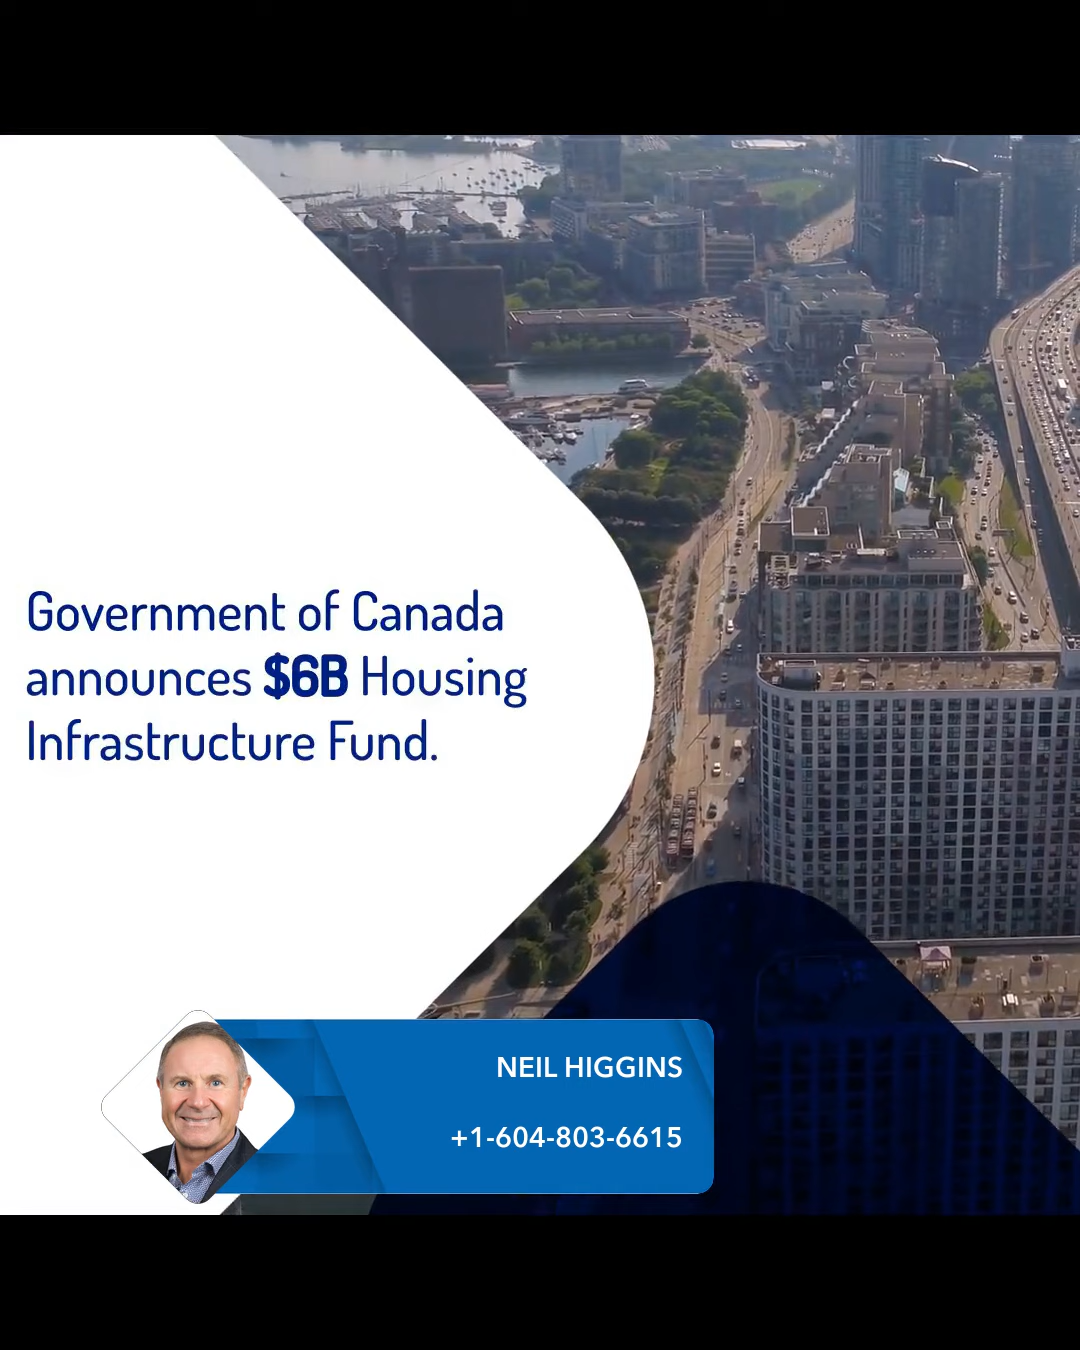 Government of Canada
announces $6B Housing
Infrastructure Fund.
NEIL HIGGINS
+1-604-803-6615